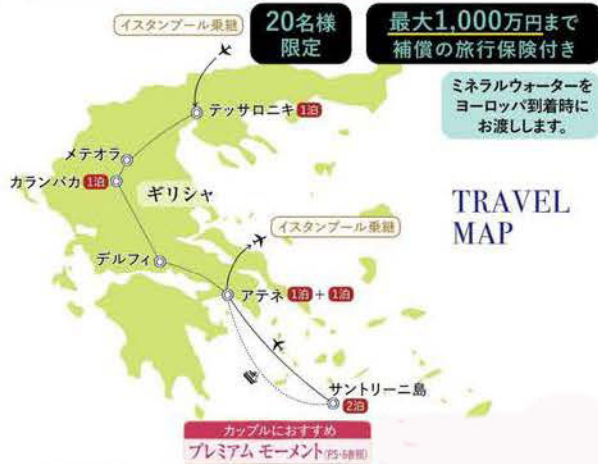 イスタンブール乗継
20名様
限定
最大1,000万円まで
補償の旅行保険付き
ミネラルウォーターを
ヨーロッパ到着時に
お渡しします。
テッサロニキ 1泊
メテオラ
カランバカ 1泊
ギリシャ
TRAVEL
MAP
イスタンブール乗継
デルフィ
アテネ 1泊 + 1泊
サントリーニ島
2泊
カップルにおすすめ
プレミアム モーメント(P.5-6参照)